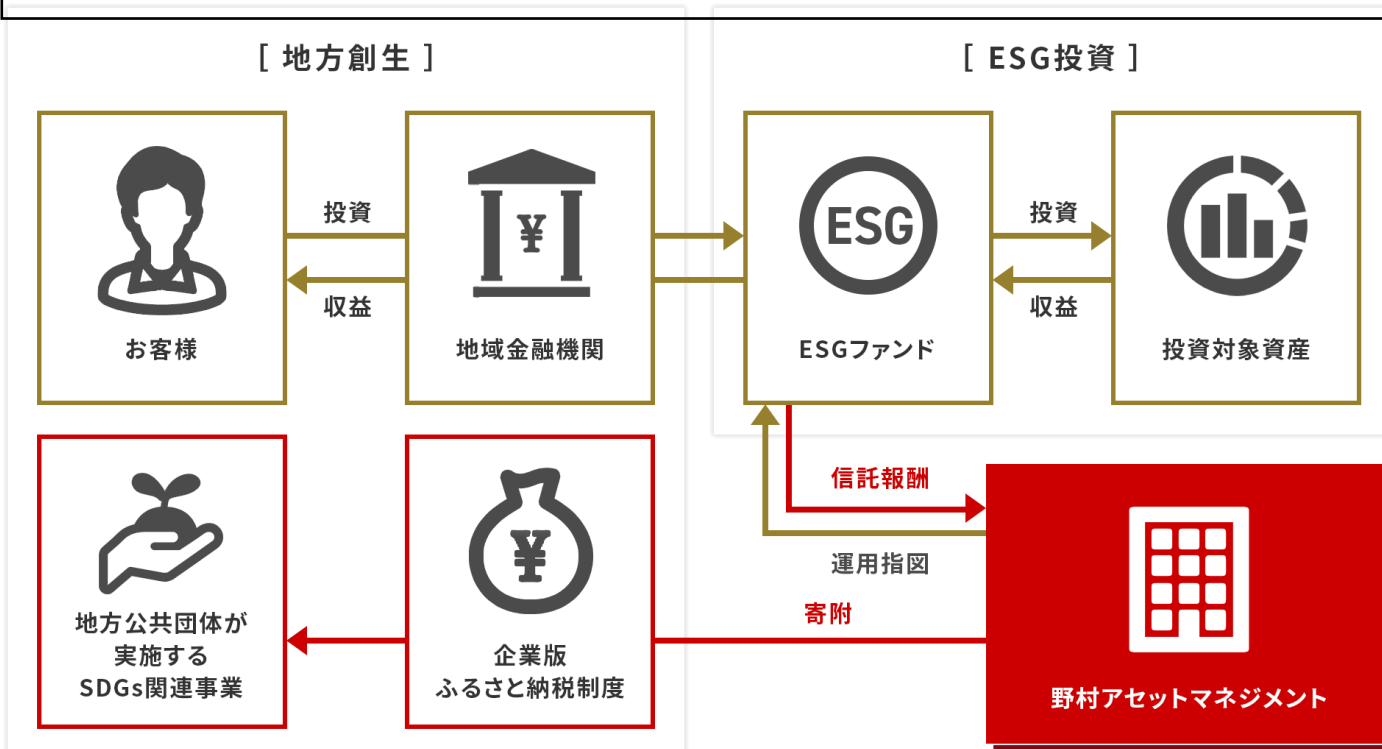 [ 地方創生 ]
[ ESG投資 ]
投資
収益
¥
ESG
投資
収益
お客様
地域金融機関
ESGファンド
投資対象資産
信託報酬
運用指図
寄附
¥
地方公共団体が
実施する
SDGs関連事業
企業版
ふるさと納税制度
野村アセットマネジメント